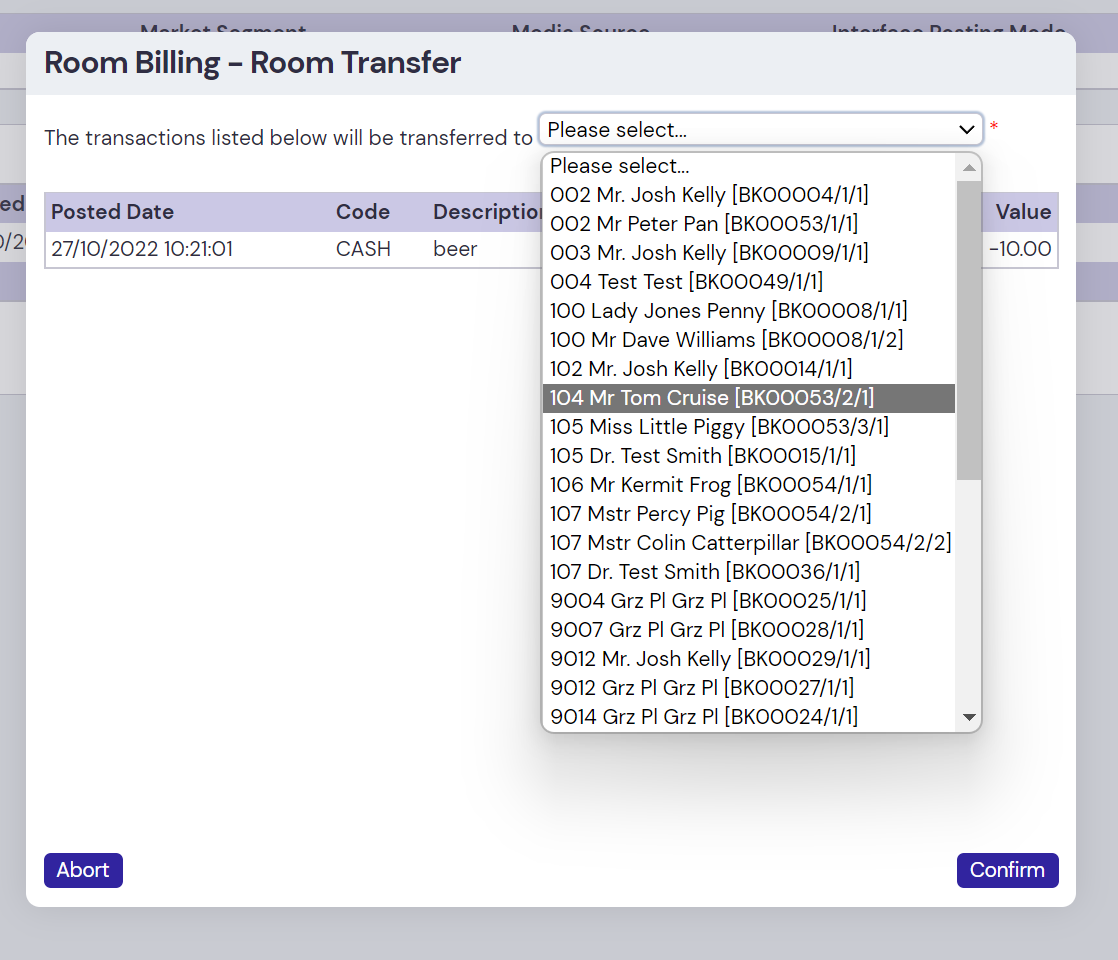 Market Segment Media Source Interface Posting Mode
Room Billing - Room Transfer
The transactions listed below will be transferred to Please select... *
Please select...
002 Mr. Josh Kelly [BK00004/1/1]
ed Posted Date Code Description Value
002 Mr Peter Pan [BK00053/1/1]
27/10/2022 10:21:01 CASH beer -10.00
003 Mr. Josh Kelly [BK00009/1/1]
004 Test Test [BK00049/1/1]
100 Lady Jones Penny [BK00008/1/1]
100 Mr Dave Williams [BK00008/1/2]
102 Mr. Josh Kelly [BK00014/1/1]
104 Mr Tom Cruise [BK00053/2/1]
105 Miss Little Piggy [BK00053/3/1]
105 Dr. Test Smith [BK00015/1/1]
106 Mr Kermit Frog [BK00054/1/1]
107 Mstr Percy Pig [BK00054/2/1]
107 Mstr Colin Catterpillar [BK00054/2/2]
107 Dr. Test Smith [BK00036/1/1]
9004 Grz Pl Grz Pl [BK00025/1/1]
9007 Grz Pl Grz Pl [BK00028/1/1]
9012 Mr. Josh Kelly [BK00029/1/1]
9012 Grz Pl Grz Pl [BK00027/1/1]
9014 Grz Pl Grz Pl [BK00024/1/1]
Abort Confirm